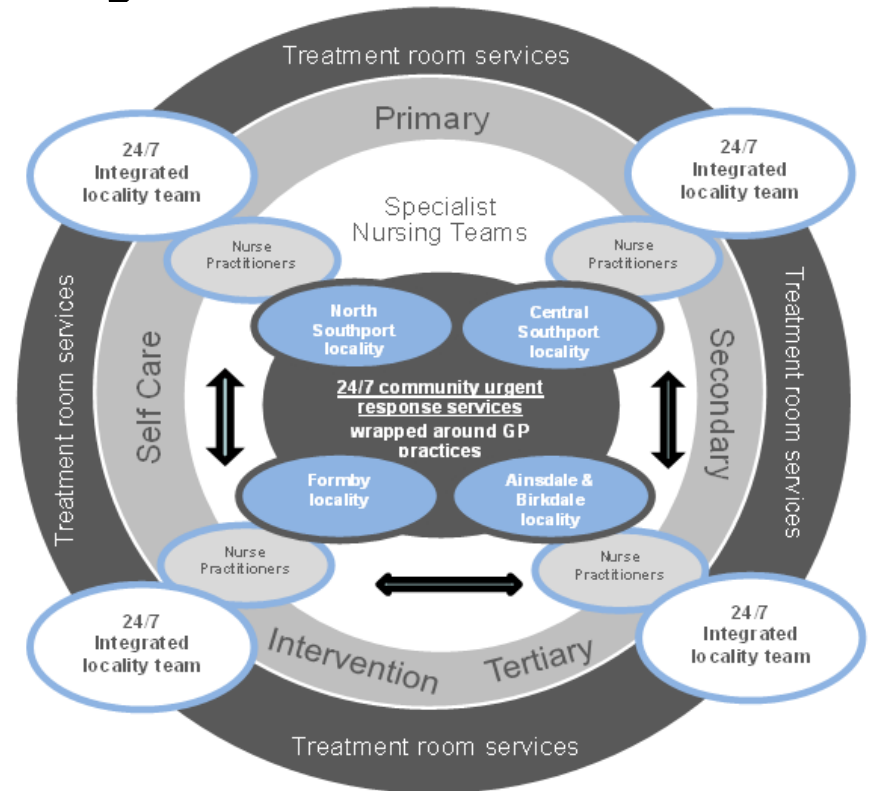 Treatment room services
Primary
24/7
Integrated
locality team
24/7
Integrated
locality team
Specialist
Nursing Teams
Nurse
Practitioners
Nurse
Practitioners
North
Southport
locality
Central
Southport
locality
Treatment room services
Self Care
Secondary
Treatment room services
24/7 community urgent
response services
wrapped around GP
practices
Formby
locality
Ainsdale &
Birkdale
locality
Nurse
Practitioners
Nurse
Practitioners
24/7
Integrated
locality team
24/7
Integrated
locality team
Intervention
Tertiary
Treatment room services